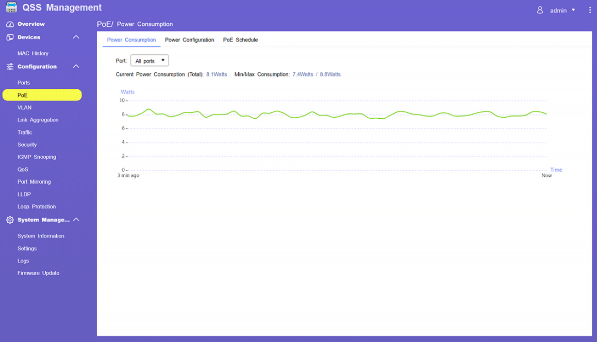 QSS Management
admin
Overview
Devices
MAC History
Configuration
Ports
PoE
VLAN
Link Aggregation
Traffic
Security
IGMP Snooping
QoS
Port Mirroring
LLDP
Loop Protection
System Manage...
System Information
Settings
Logs
Firmware Update
PoE/ Power Consumption
Power Consumption Power Configuration PoE Schedule
Port: All ports
Current Power Consumption (Total): 8.1Watts Min/Max Consumption: 7.4Watts / 8.8Watts
Watts
10
8
6
4
2
0
Time
3 min ago Now